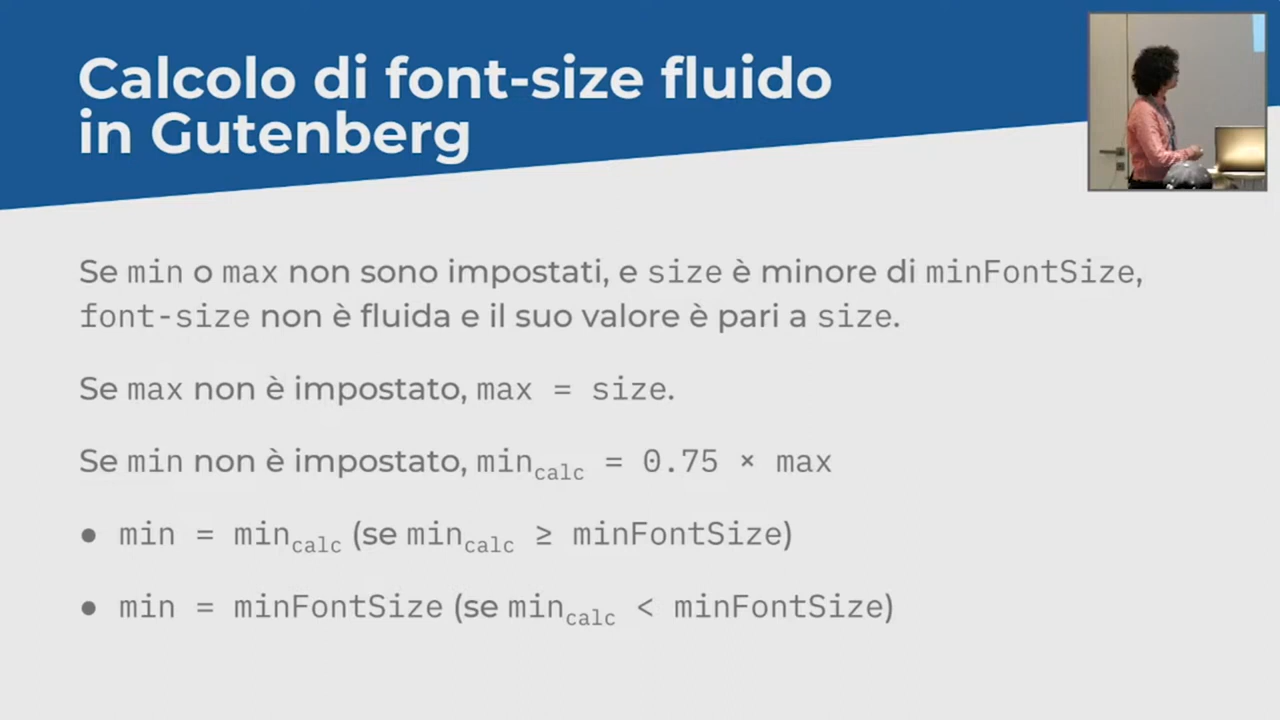 Calcolo di font-size fluido
in Gutenberg
Se min o max non sono impostati, e size è minore di minFontSize,
font-size non è fluida e il suo valore è pari a size.
Se max non è impostato, max = size.
Se min non è impostato, mincalc = 0.75 × max
● min = mincalc (se mincalc ≥ minFontSize)
● min = minFontSize (se mincalc < minFontSize)